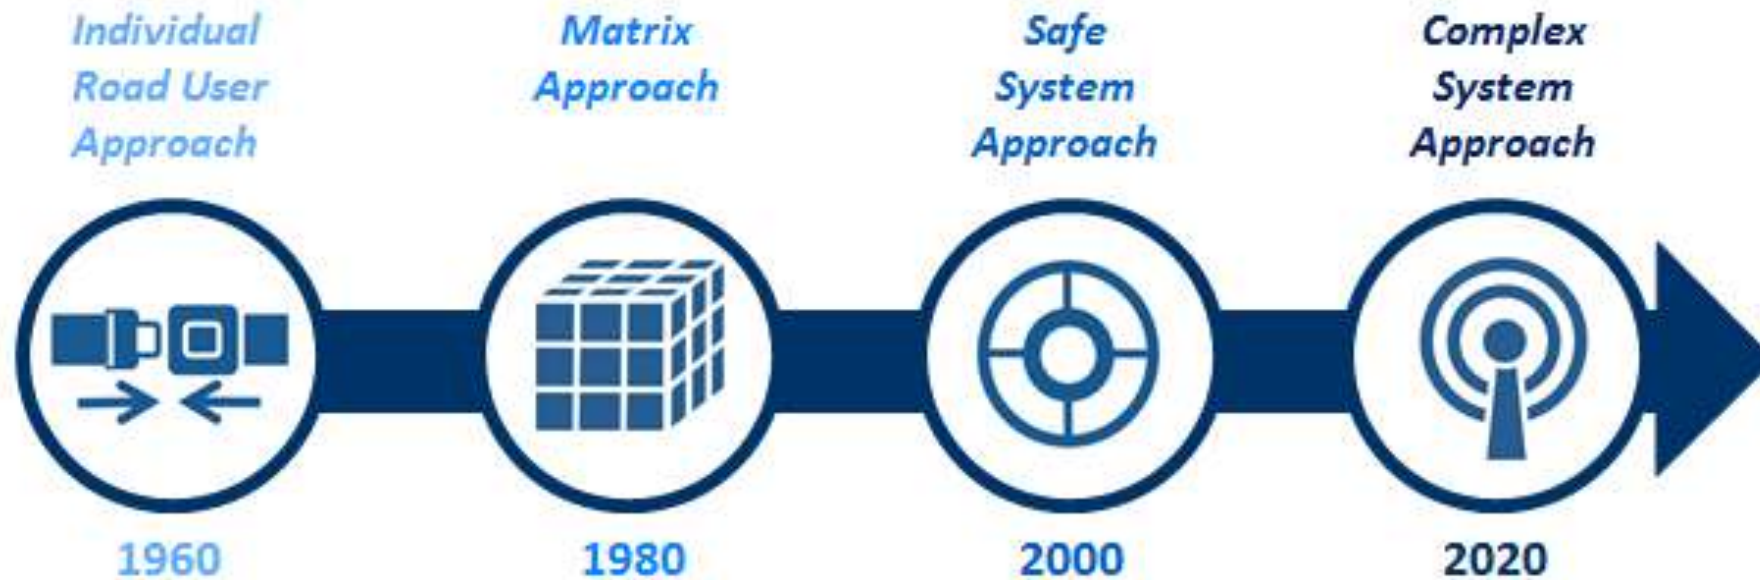 Individual
Road User
Approach
Matrix
Approach
Safe
System
Approach
Complex
System
Approach
1960
1980
2000
2020